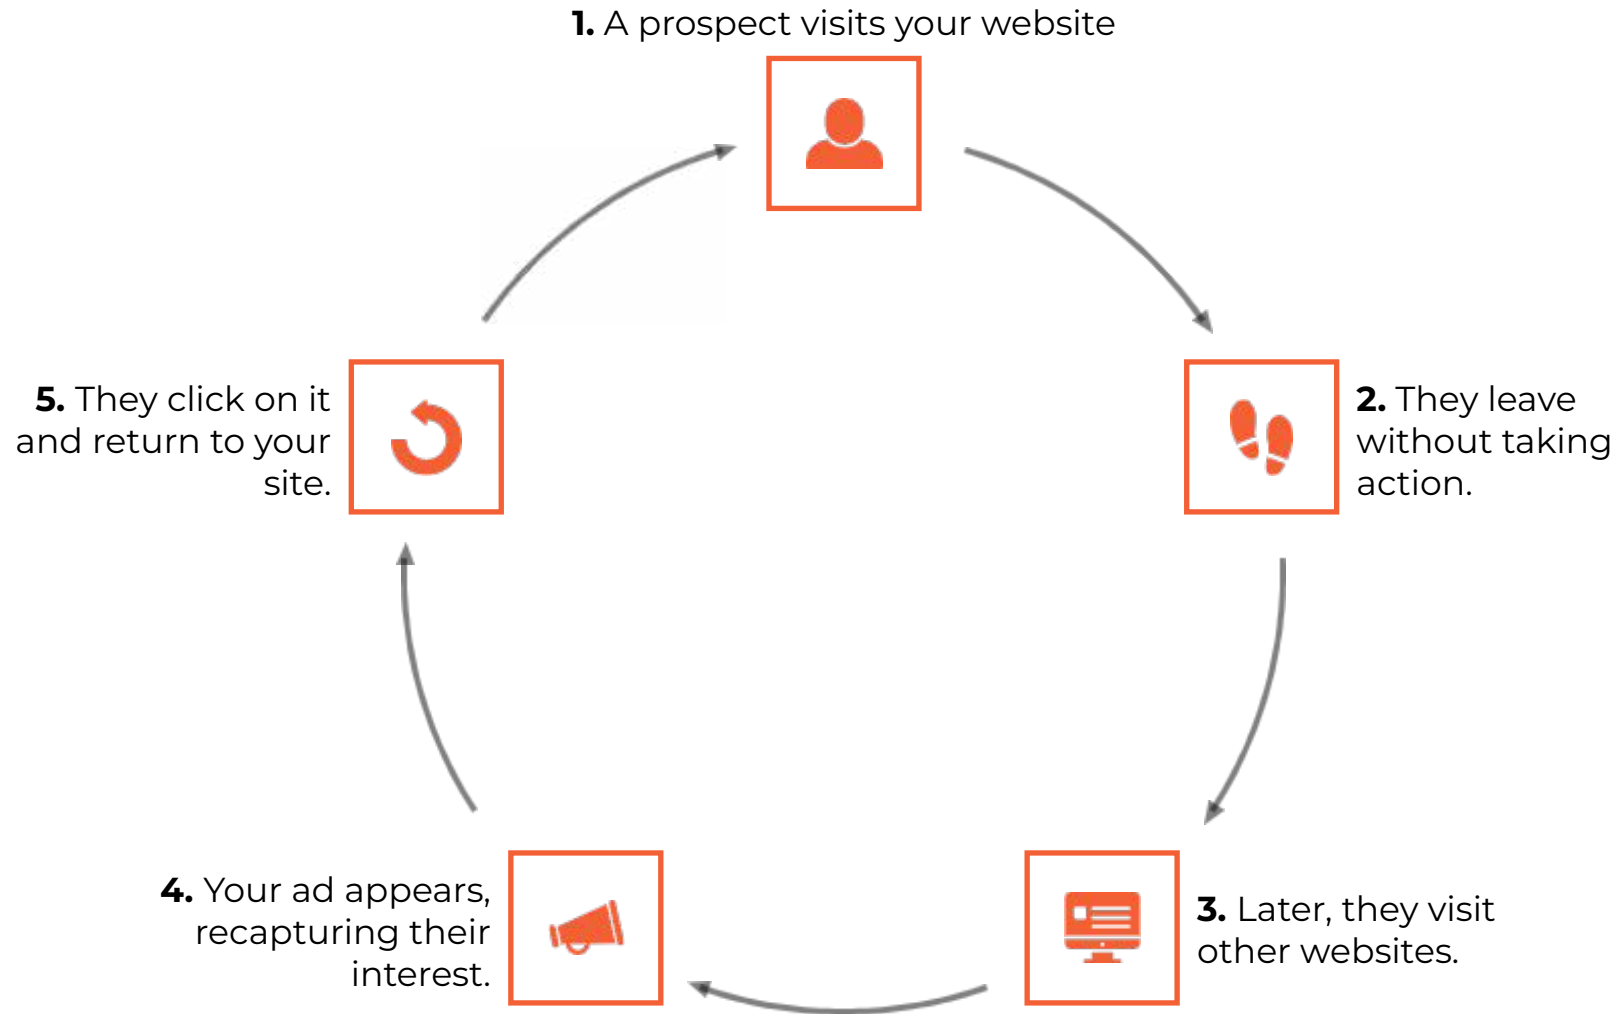 1. A prospect visits your website
2. They leave
without taking
action.
3. Later, they visit
other websites.
4. Your ad appears,
recapturing their
interest.
5. They click on it
and return to your
site.